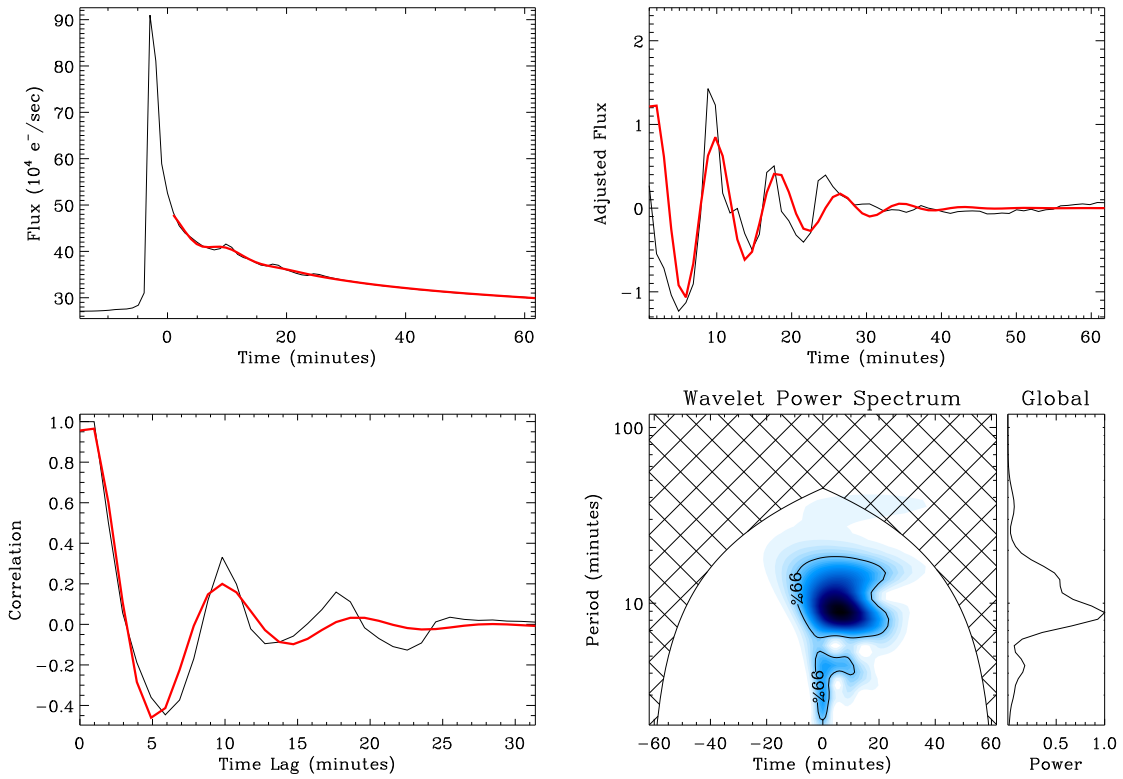 90
80
70
60
50
40
30
Flux (10⁴ e⁻/sec)
0 20 40 60
Time (minutes)
2
1
0
−1
Adjusted Flux
10 20 30 40 50 60
Time (minutes)
1.0
0.8
0.6
0.4
0.2
0.0
−0.2
−0.4
Correlation
0 5 10 15 20 25 30
Time Lag (minutes)
Wavelet Power Spectrum
100
10
Period (minutes)
99%
99%
−60 −40 −20 0 20 40 60
Time (minutes)
Global
0.5 1.0
Power